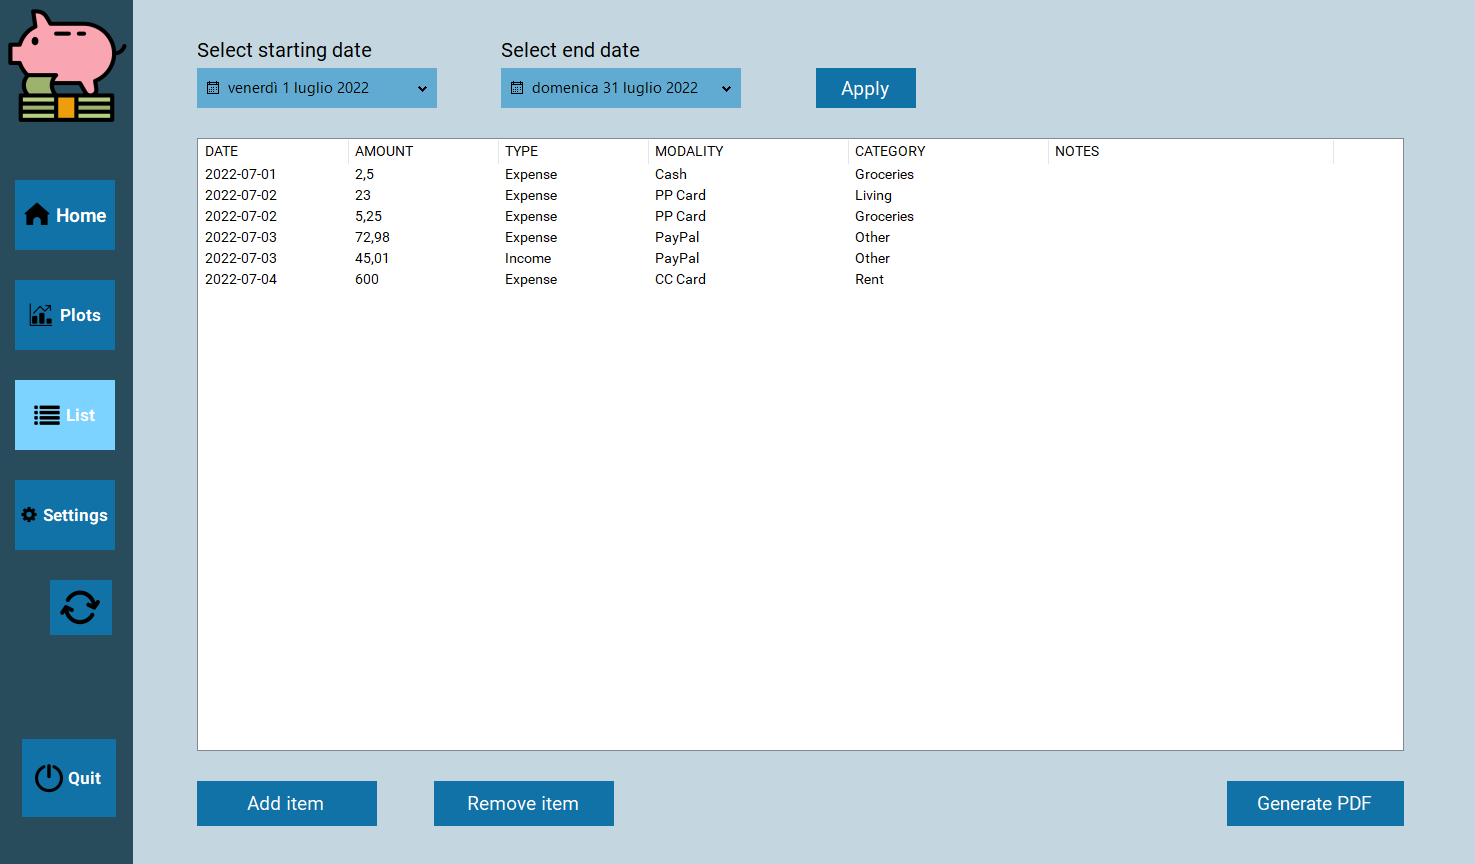 Select starting date
Select end date
venerdì 1 luglio 2022
domenica 31 luglio 2022
Apply
Home
Plots
List
Settings
Quit
DATE AMOUNT TYPE MODALITY CATEGORY NOTES
2022-07-01 2,5 Expense Cash Groceries
2022-07-02 23 Expense PP Card Living
2022-07-02 5,25 Expense PP Card Groceries
2022-07-03 72,98 Expense PayPal Other
2022-07-03 45,01 Income PayPal Other
2022-07-04 600 Expense CC Card Rent
Add item
Remove item
Generate PDF